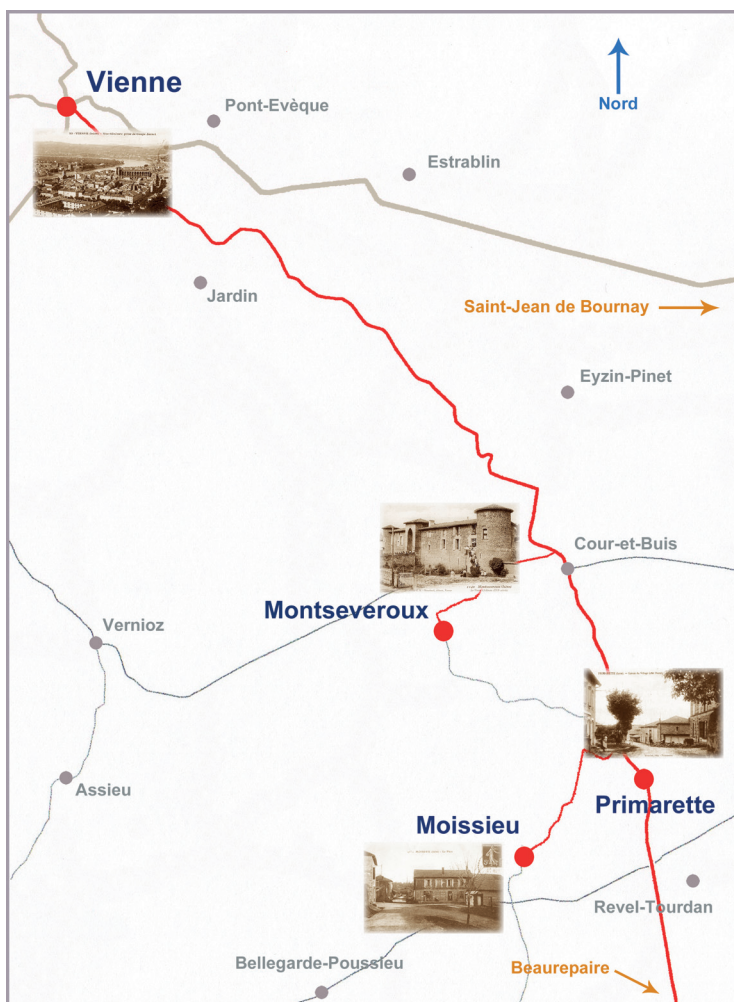 Vienne
Nord
Pont-Evèque
Estrablin
Jardin
Saint-Jean de Bournay
Eyzin-Pinet
Cour-et-Buis
Montseveroux
Vernioz
Assieu
Primarette
Moissieu
Revel-Tourdan
Bellegarde-Poussieu
Beaurepaire